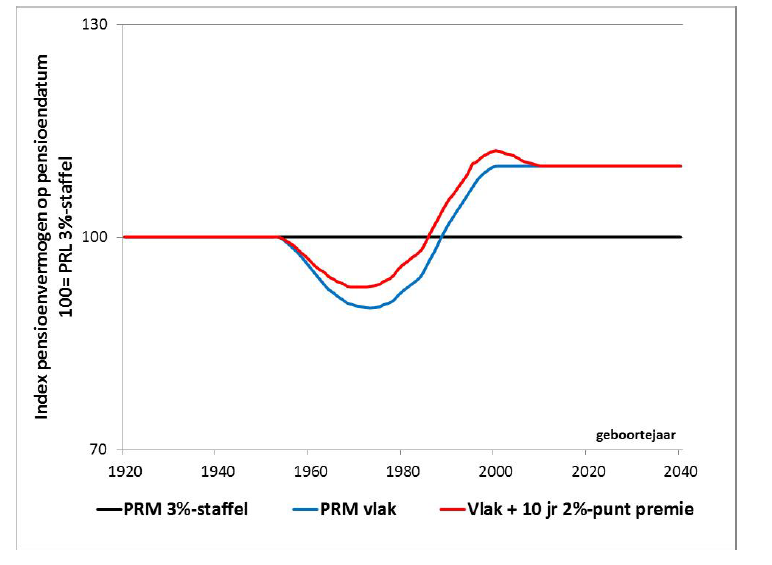 Index pensioenvermogen op pensioendatum
100= PRL 3%-staffel
130
100
70
geboortejaar
1920 1940 1960 1980 2000 2020 2040
PRM 3%-staffel PRM vlak Vlak + 10 jr 2%-punt premie